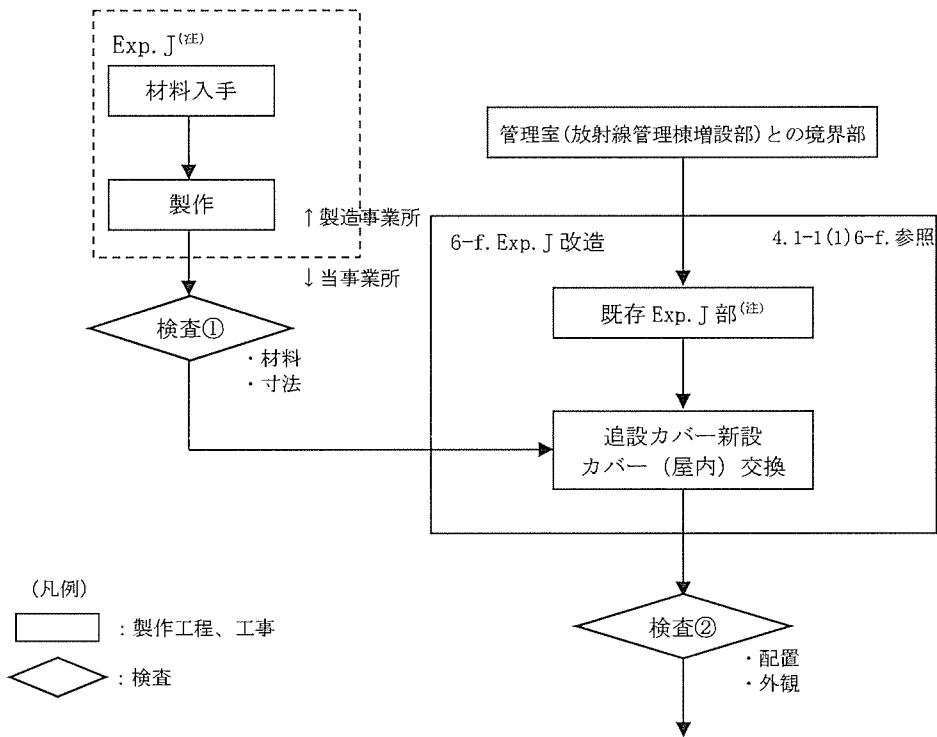 Exp. J(注)
材料入手
製作
↑製造事業所
↓当事業所
検査①
・材料
・寸法
管理室(放射線管理棟増設部)との境界部
6-f. Exp. J 改造
4.1-1(1)6-f. 参照
既存 Exp. J 部(注)
追設カバー新設
カバー（屋内）交換
検査②
・配置
・外観
(凡例)
：製作工程、工事
：検査